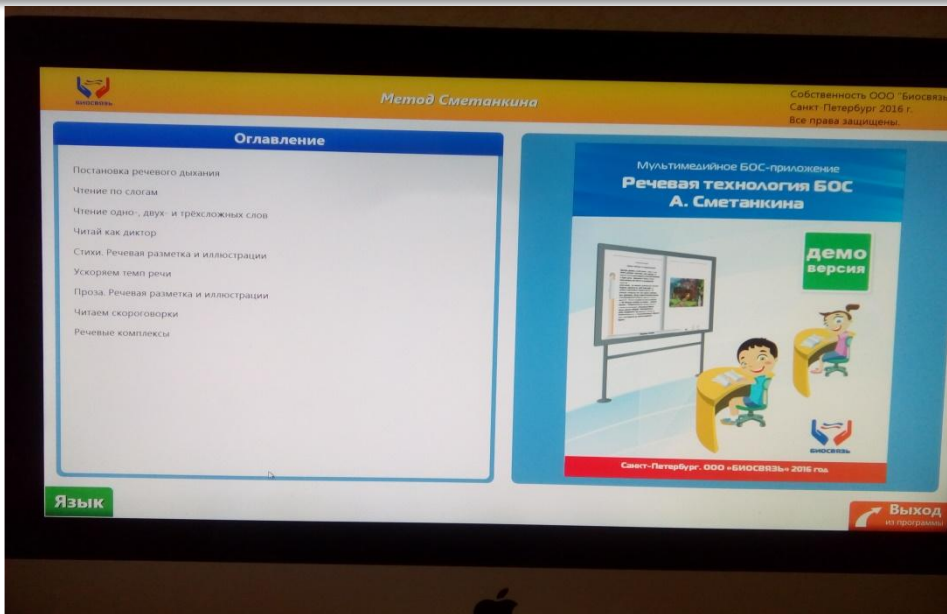 БИОСВЯЗЬ
Метод Сметанкина
Собственность ООО "Биосвязь
Санкт-Петербург 2016 г.
Все права защищены.
Оглавление
Постановка речевого дыхания
Чтение по слогам
Чтение одно-, двух- и трёхсложных слов
Читай как диктор
Стихи. Речевая разметка и иллюстрации
Ускоряем темп речи
Проза. Речевая разметка и иллюстрации
Читаем скороговорки
Речевые комплексы
Мультимедийное БОС-приложение
Речевая технология БОС
А. Сметанкина
демо
версия
БИОСВЯЗЬ
Санкт-Петербург. ООО «БИОСВЯЗЬ» 2016 год
Язык
Выход
из программы